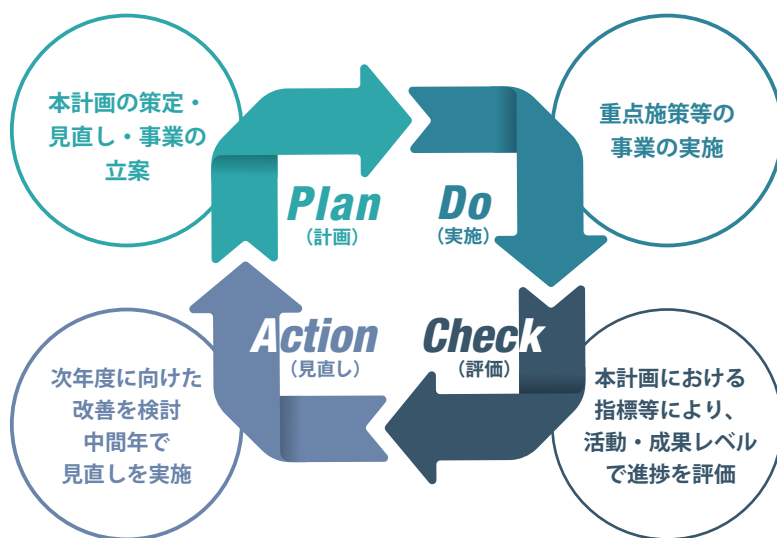 本計画の策定・
見直し・事業の
立案
Plan
（計画）
重点施策等の
事業の実施
Do
（実施）
Check
（評価）
本計画における
指標等により、
活動・成果レベル
で進捗を評価
Action
（見直し）
次年度に向けた
改善を検討
中間年で
見直しを実施